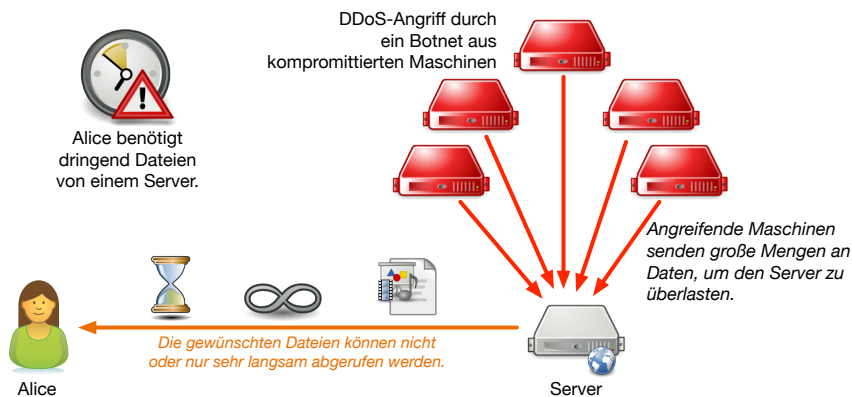 DDoS-Angriff durch
ein Botnet aus
kompromittierten Maschinen
Alice benötigt
dringend Dateien
von einem Server.
Angreifende Maschinen
senden große Mengen an
Daten, um den Server zu
überlasten.
Die gewünschten Dateien können nicht
oder nur sehr langsam abgerufen werden.
Alice
Server